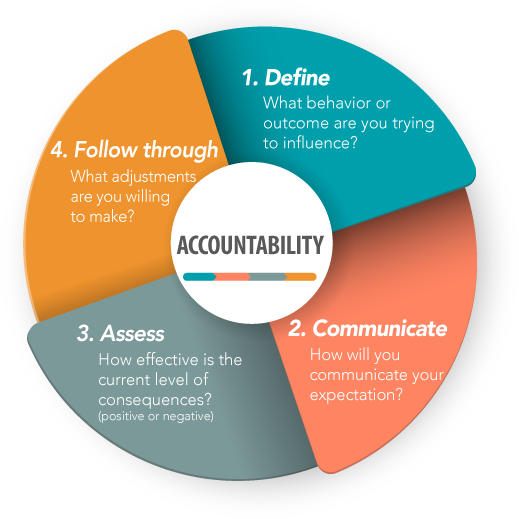 1. Define
What behavior or
outcome are you trying
to influence?
2. Communicate
How will you
communicate your
expectation?
3. Assess
How effective is the
current level of
consequences?
(positive or negative)
4. Follow through
What adjustments
are you willing
to make?
ACCOUNTABILITY